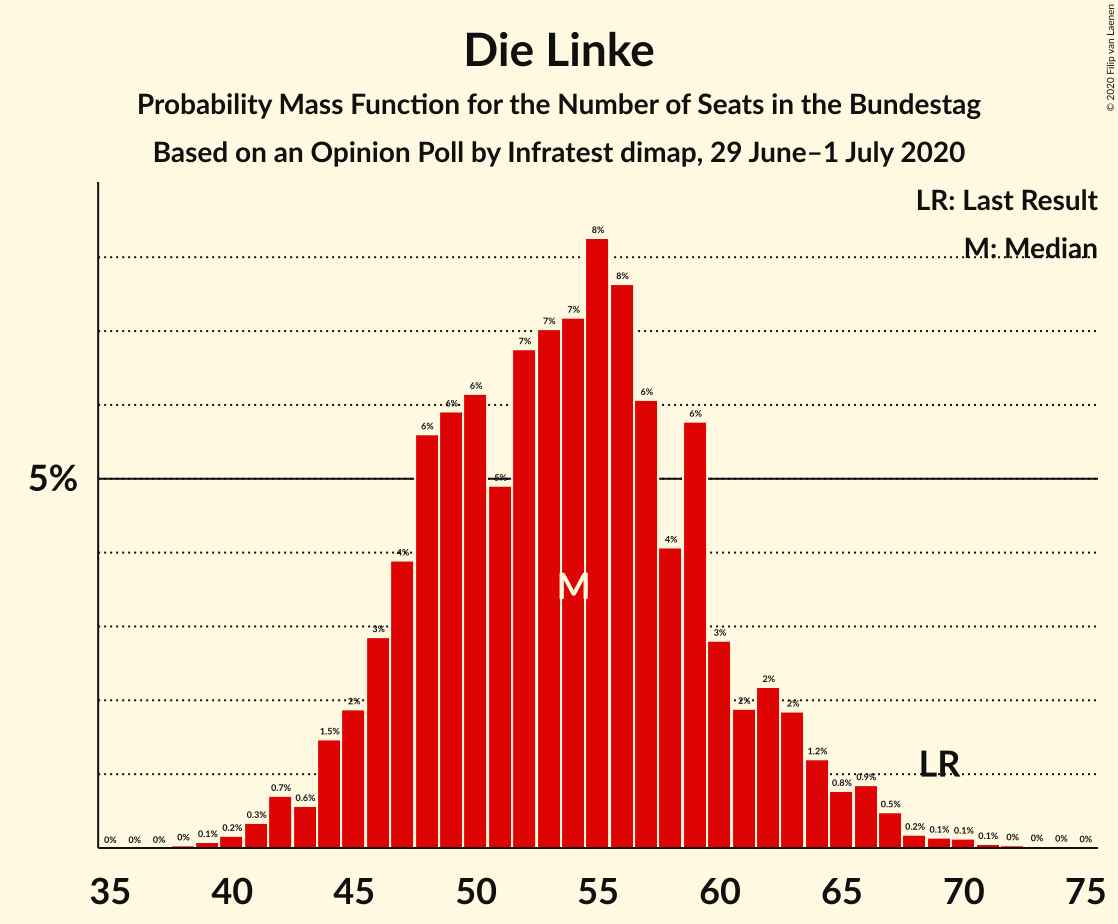 Die Linke
Probability Mass Function for the Number of Seats in the Bundestag
Based on an Opinion Poll by Infratest dimap, 29 June–1 July 2020
© 2020 Filip van Laenen
LR: Last Result
M: Median
5%
0% 0% 0% 0% 0.1% 0.2% 0.3% 0.7% 0.6% 1.5% 2% 3% 4% 6% 6% 6% 5% 7% 7% 7% 8% 8% 6% 4% 6% 3% 2% 2% 2% 1.2% 0.8% 0.9% 0.5% 0.2% 0.1% 0.1% 0.1% 0% 0% 0% 0%
M
LR
35 40 45 50 55 60 65 70 75